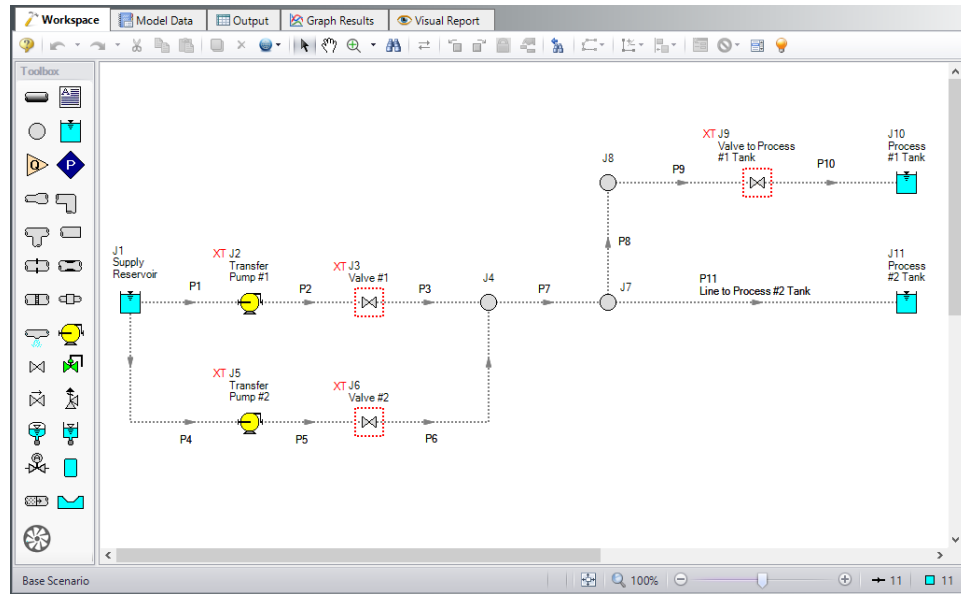 Workspace
Model Data
Output
Graph Results
Visual Report
Toolbox
A
Q
P
J1
Supply
Reservoir
P1
XT J2
Transfer
Pump #1
P2
XT J3
Valve #1
P3
J4
P7
J7
P8
J8
P9
XT J9
Valve to Process
#1 Tank
P10
J10
Process
#1 Tank
P11
Line to Process #2 Tank
J11
Process
#2 Tank
P4
XT J5
Transfer
Pump #2
P5
XT J6
Valve #2
P6
Base Scenario
100%
11
11